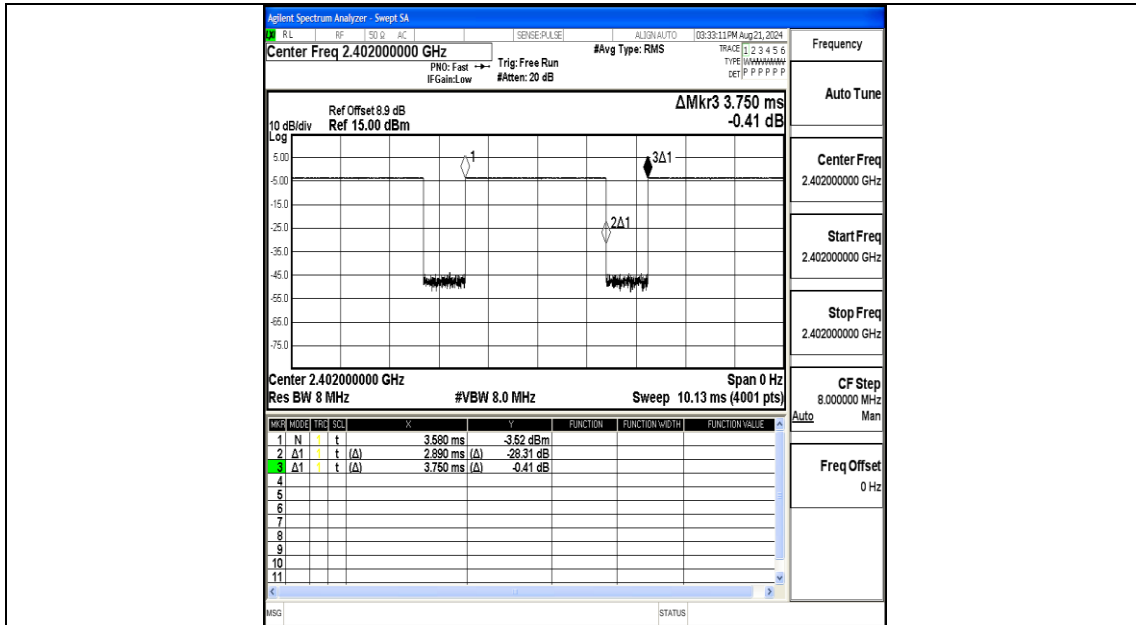 Agilent Spectrum Analyzer - Swept SA
RL RF 50 Ω AC SENSE:PULSE ALIGNAUTO 03:33:11PM Aug21, 2024
Center Freq 2.402000000 GHz
#Avg Type: RMS
TRACE 1 2 3 4 5 6
TYPE
DET P P P P P P
PNO: Fast
IFGain:Low
Trig: Free Run
#Atten: 20 dB
Frequency
Auto Tune
Center Freq
2.402000000 GHz
Start Freq
2.402000000 GHz
Stop Freq
2.402000000 GHz
CF Step
8.000000 MHz
Auto Man
Freq Offset
0 Hz
ΔMkr3 3.750 ms
-0.41 dB
Ref Offset 8.9 dB
10 dB/div Ref 15.00 dBm
Log
5.00
-5.00
-15.0
-25.0
-35.0
-45.0
-55.0
-65.0
-75.0
1
3Δ1
2Δ1
Center 2.402000000 GHz Span 0 Hz
Res BW 8 MHz #VBW 8.0 MHz Sweep 10.13 ms (4001 pts)
MKR MODE TRC SCL X Y FUNCTION FUNCTION WIDTH FUNCTION VALUE
1 N 1 t 3.580 ms -3.52 dBm
2 Δ1 1 t (Δ) 2.890 ms (Δ) -28.31 dB
3 Δ1 1 t (Δ) 3.750 ms (Δ) -0.41 dB
4
5
6
7
8
9
10
11
MSG STATUS